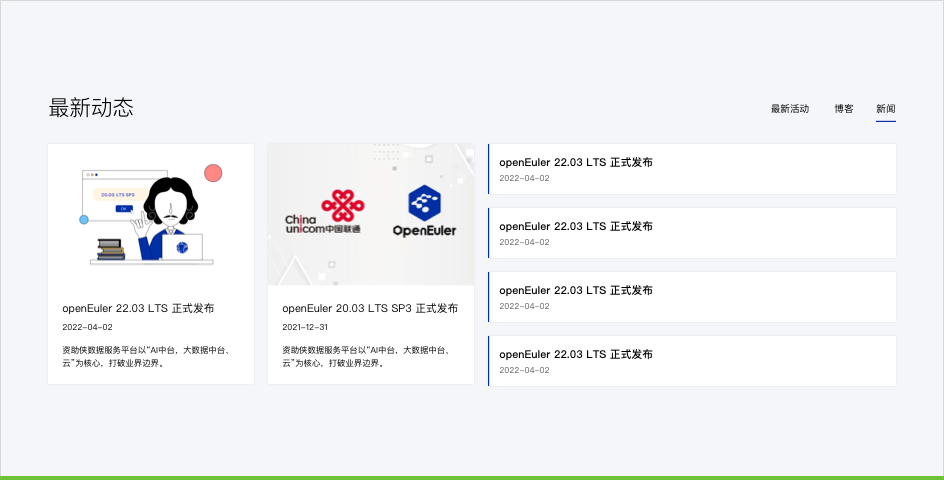 最新动态
最新活动
博客
新闻
20.03 LTS SP3
OK
China
unicom中国联通
OpenEuler
openEuler 22.03 LTS 正式发布
2022-04-02
资助侠数据服务平台以“AI中台，大数据中台、
云”为核心，打破业界边界。
openEuler 20.03 LTS SP3 正式发布
2021-12-31
资助侠数据服务平台以“AI中台，大数据中台、
云”为核心，打破业界边界。
openEuler 22.03 LTS 正式发布
2022-04-02
openEuler 22.03 LTS 正式发布
2022-04-02
openEuler 22.03 LTS 正式发布
2022-04-02
openEuler 22.03 LTS 正式发布
2022-04-02